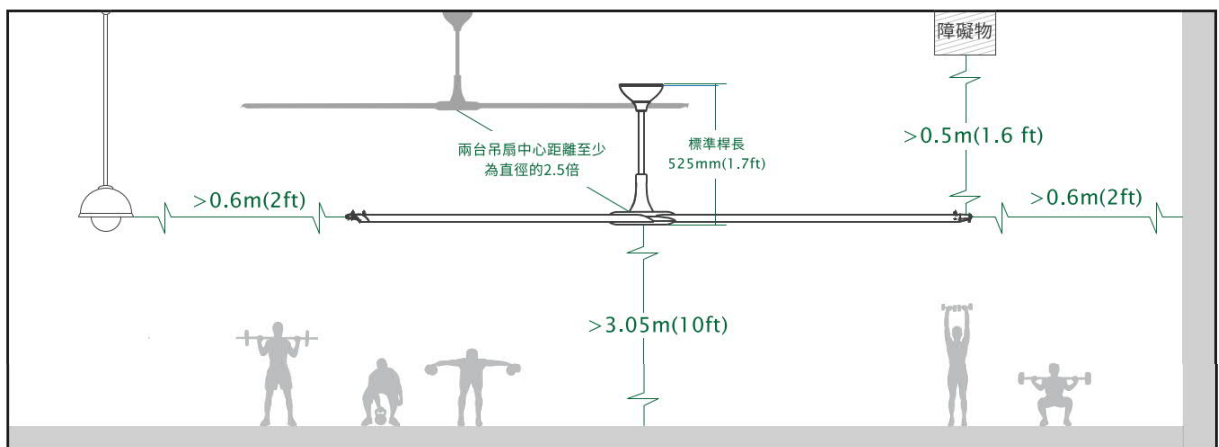 障礙物
>0.5m(1.6 ft)
標準桿長
525mm(1.7ft)
兩台吊扇中心距離至少
為直徑的2.5倍
>0.6m(2ft)
>0.6m(2ft)
>3.05m(10ft)